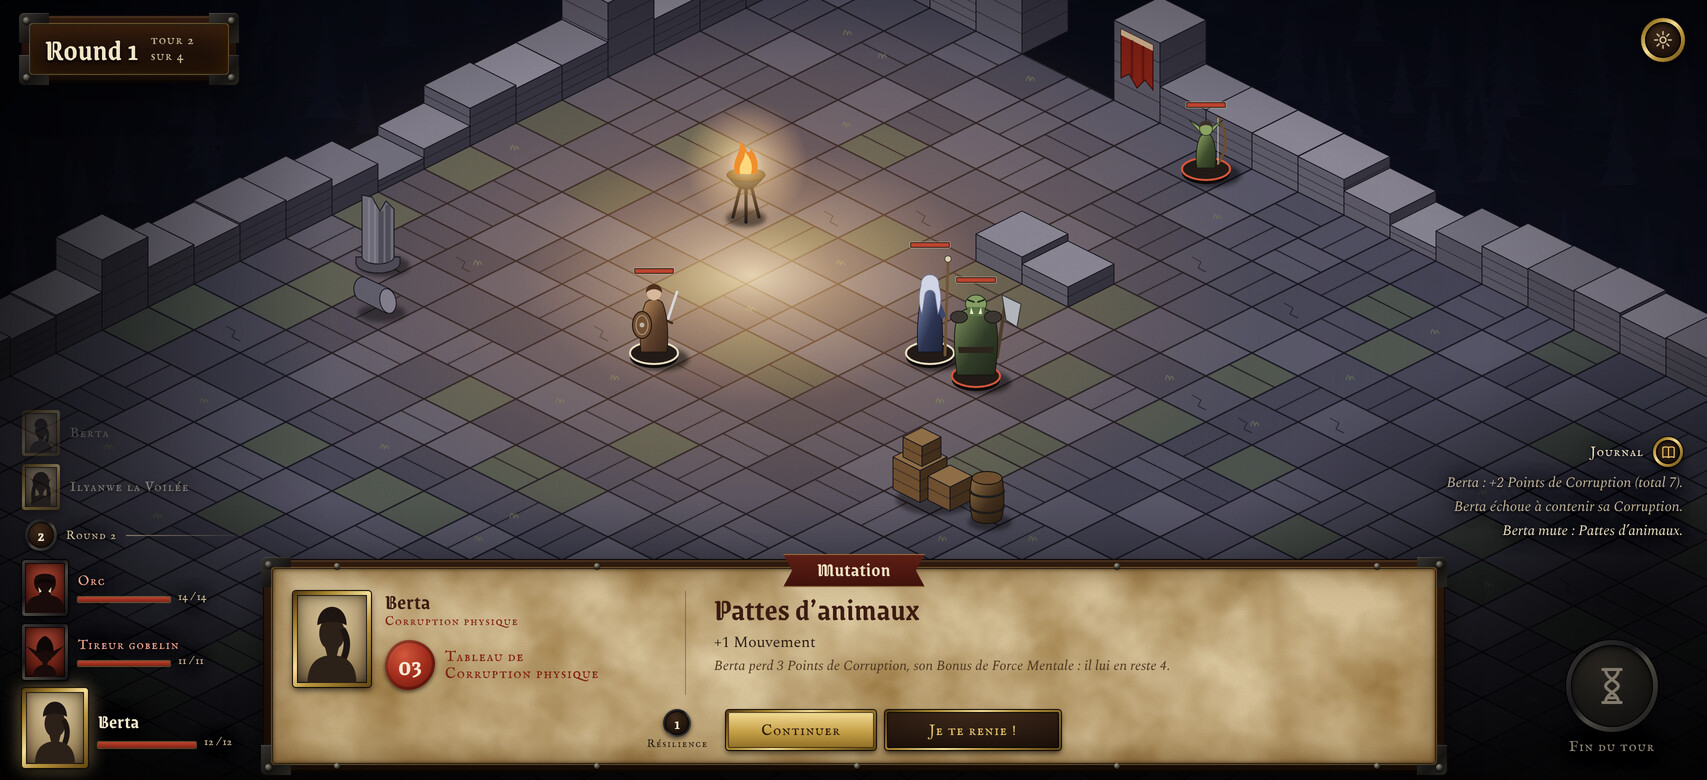 Round 1
Tour 2
sur 4
Berta
Ilyanwe la Voilée
2 Round 2
Orc
14/14
Tireur gobelin
11/11
Berta
12/12
Journal
Berta : +2 Points de Corruption (total 7).
Berta échoue à contenir sa Corruption.
Berta mute : Pattes d'animaux.
Mutation
Berta
Corruption physique
03
Tableau de
Corruption physique
Pattes d'animaux
+1 Mouvement
Berta perd 3 Points de Corruption, son Bonus de Force Mentale : il lui en reste 4.
1
Résilience
Continuer
Je te renie !
Fin du tour